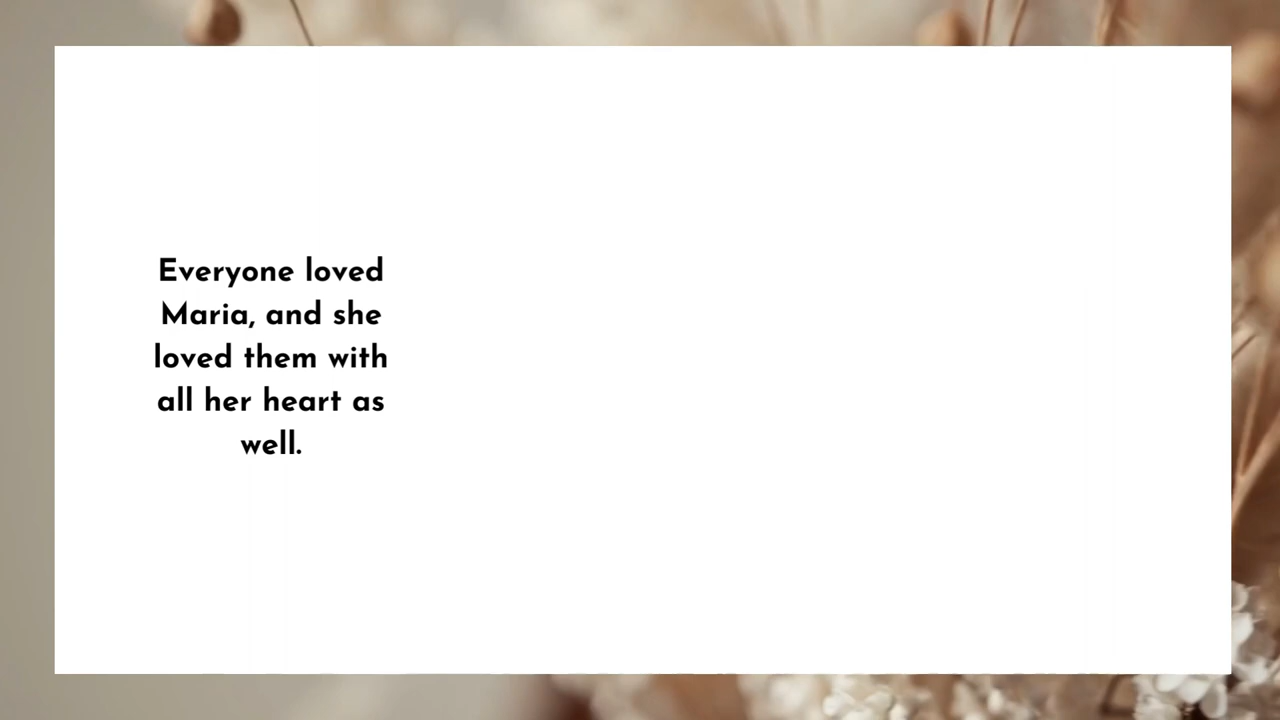 Everyone loved
Maria, and she
loved them with
all her heart as
well.